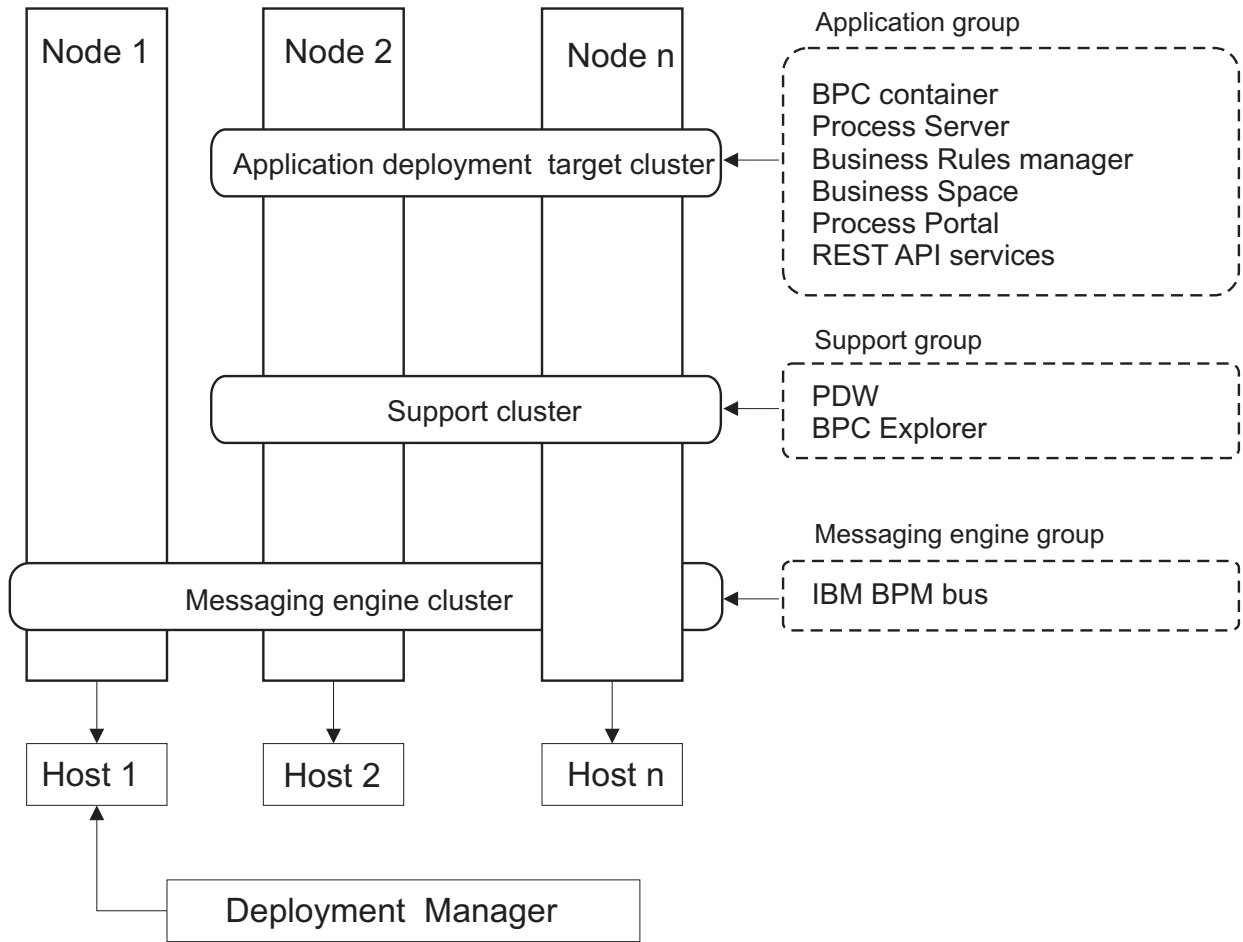 Node 1
Node 2
Node n
Application group
BPC container
Process Server
Business Rules manager
Business Space
Process Portal
REST API services
Application deployment target cluster
Support group
PDW
BPC Explorer
Support cluster
Messaging engine group
IBM BPM bus
Messaging engine cluster
Host 1
Host 2
Host n
Deployment Manager